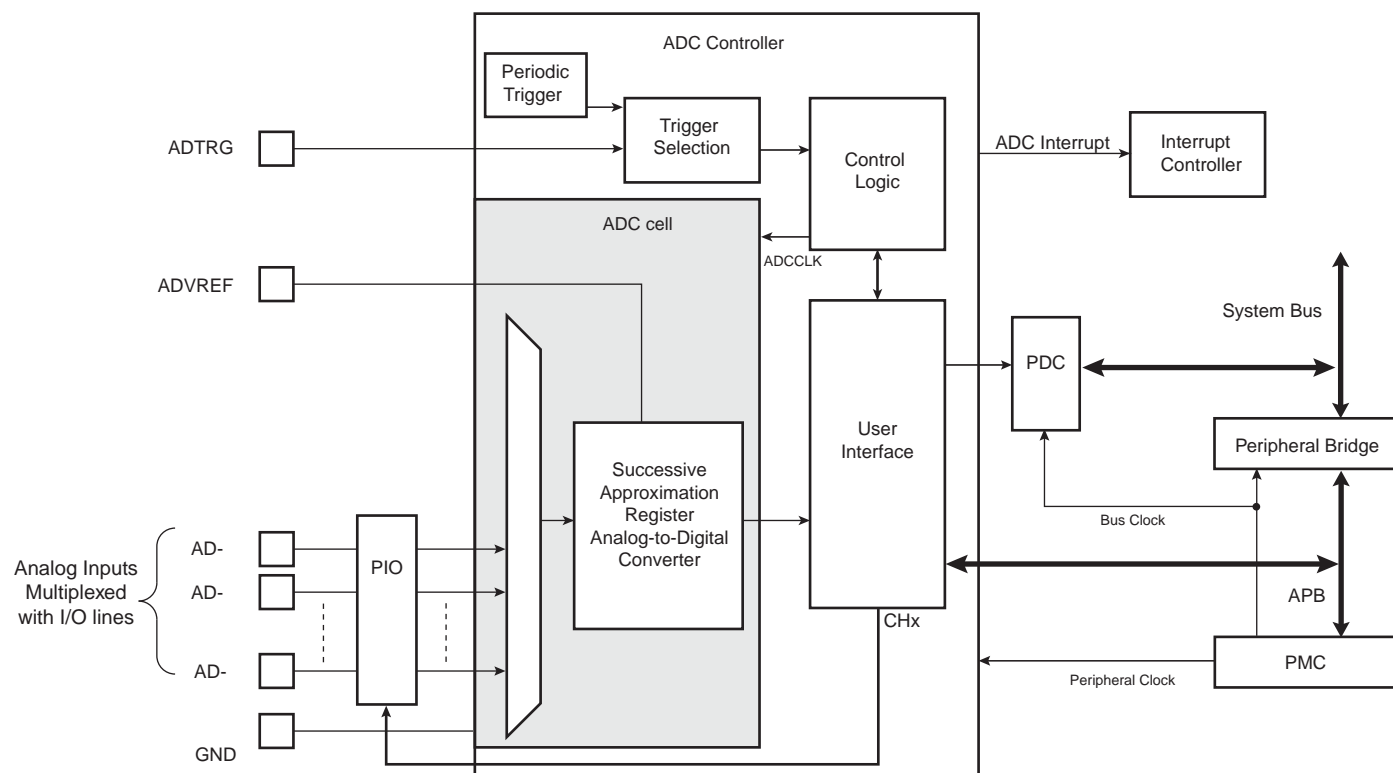 ADC Controller
Periodic
Trigger
Trigger
Selection
Control
Logic
ADTRG
ADC Interrupt
Interrupt
Controller
ADC cell
ADCCLK
ADVREF
System Bus
PDC
User
Interface
Peripheral Bridge
Successive
Approximation
Register
Analog-to-Digital
Converter
Bus Clock
Analog Inputs
Multiplexed
with I/O lines
AD-
AD-
AD-
PIO
APB
CHx
PMC
Peripheral Clock
GND